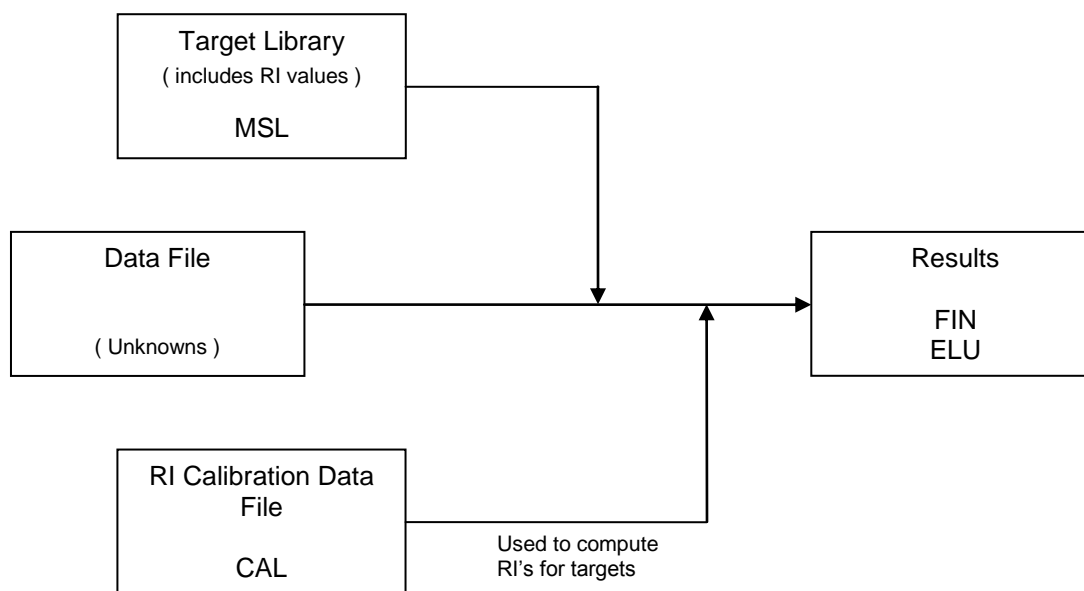 Target Library
( includes RI values )
MSL
Data File
( Unknowns )
Results
FIN
ELU
RI Calibration Data
File
CAL
Used to compute
RI's for targets